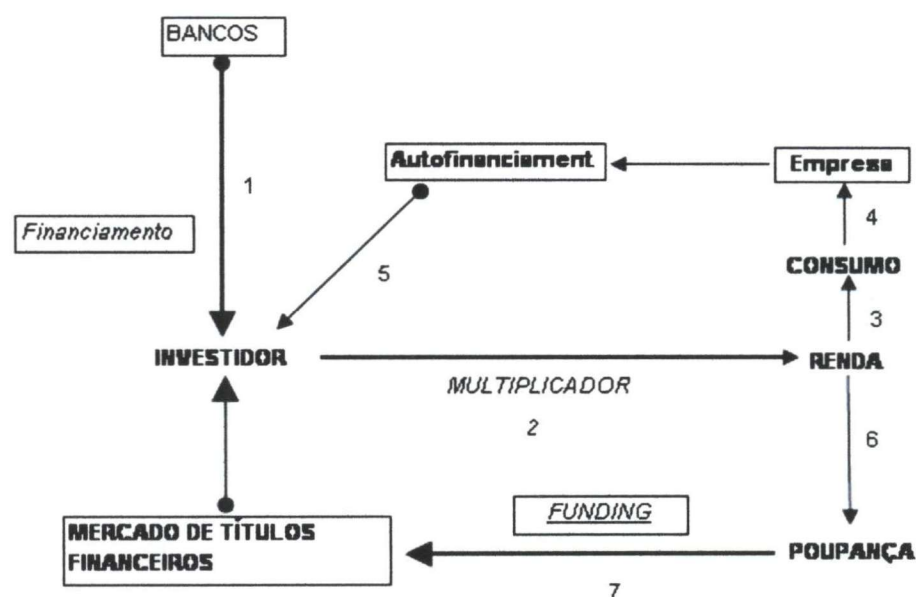 BANCOS
Autofinanciament
Empresa
1
4
Financiamento
5
CONSUMO
3
INVESTIDOR
RENDA
MULTIPLICADOR
2
6
FUNDING
MERCADO DE TÍTULOS
FINANCEIROS
POUPANÇA
7